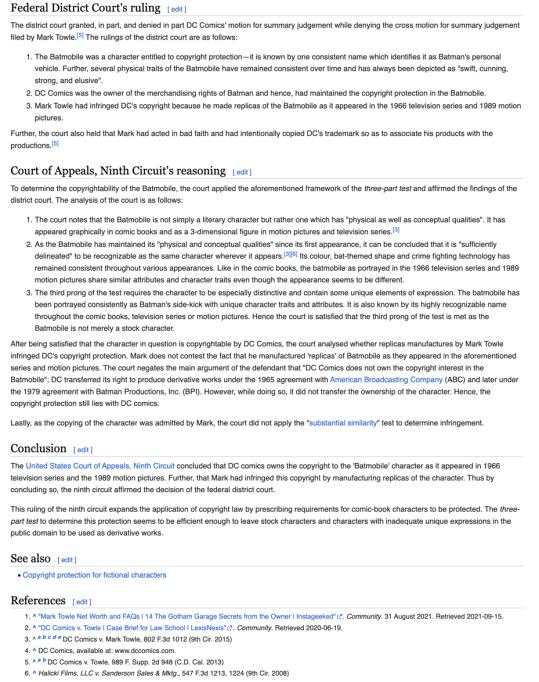 Federal District Court's ruling [ edit ]
The district court granted, in part, and denied in part DC Comics' motion for summary judgement while denying the cross motion for summary judgement
filed by Mark Towle.[5] The rulings of the district court are as follows:
1. The Batmobile was a character entitled to copyright protection—it is known by one consistent name which identifies it as Batman's personal
vehicle. Further, several physical traits of the Batmobile have remained consistent over time and has always been depicted as "swift, cunning,
strong, and elusive".
2. DC Comics was the owner of the merchandising rights of Batman and hence, had maintained the copyright protection in the Batmobile.
3. Mark Towle had infringed DC's copyright because he made replicas of the Batmobile as it appeared in the 1966 television series and 1989 motion
pictures.
Further, the court also held that Mark had acted in bad faith and had intentionally copied DC's trademark so as to associate his products with the
productions.[5]
Court of Appeals, Ninth Circuit's reasoning [ edit ]
To determine the copyrightability of the Batmobile, the court applied the aforementioned framework of the three-part test and affirmed the findings of the
district court. The analysis of the court is as follows:
1. The court notes that the Batmobile is not simply a literary character but rather one which has "physical as well as conceptual qualities". It has
appeared graphically in comic books and as a 3-dimensional figure in motion pictures and television series.[3]
2. As the Batmobile has maintained its "physical and conceptual qualities" since its first appearance, it can be concluded that it is "sufficiently
delineated" to be recognizable as the same character wherever it appears.[3][6] Its colour, bat-themed shape and crime fighting technology has
remained consistent throughout various appearances. Like in the comic books, the batmobile as portrayed in the 1966 television series and 1989
motion pictures share similar attributes and character traits even though the appearance seems to be different.
3. The third prong of the test requires the character to be especially distinctive and contain some unique elements of expression. The batmobile has
been portrayed consistently as Batman's side-kick with unique character traits and attributes. It is also known by its highly recognizable name
throughout the comic books, television series or motion pictures. Hence the court is satisfied that the third prong of the test is met as the
Batmobile is not merely a stock character.
After being satisfied that the character in the question is copyrightable by DC Comics, the court analysed whether replicas manufactures by Mark Towle
infringed DC's copyright protection. Mark does not contest the fact that he manufactured 'replicas' of Batmobile as they appeared in the aforementioned
series and motion pictures. The court negates the main argument of the defendant that "DC Comics does not own the copyright interest in the
Batmobile"; DC transferred its right to produce derivative works under the 1965 agreement with American Broadcasting Company (ABC) and later under
the 1979 agreement with Batman Productions, Inc. (BPI). However, while doing so, it did not transfer the ownership of the character. Hence, the
copyright protection still lies with DC comics.
Lastly, as the copying of the character was admitted by Mark, the court did not apply the "substantial similarity" test to determine infringement.
Conclusion [ edit ]
The United States Court of Appeals, Ninth Circuit concluded that DC comics owns the copyright to the 'Batmobile' character as it appeared in 1966
television series and the 1989 motion pictures. Further, that Mark had infringed this copyright by manufacturing replicas of the character. Thus by
concluding so, the ninth circuit affirmed the decision of the federal district court.
This ruling of the ninth circuit expands the application of copyright law by prescribing requirements for comic-book characters to be protected. The three-
part test to determine this protection seems to be efficient enough to leave stock characters and characters with inadequate unique expressions in the
public domain to be used as derivative works.
See also [ edit ]
• Copyright protection for fictional characters
References [ edit ]
1. ^ "Mark Towle Net Worth and FAQs | 14 The Gotham Garage Secrets from the Owner | Instageeked". Community. 31 August 2021. Retrieved 2021-09-15.
2. ^ "DC Comics v. Towle | Case Brief for Law School | LexisNexis". Community. Retrieved 2020-06-19.
3. ^ a b c d e DC Comics v. Mark Towle, 802 F.3d 1012 (9th Cir. 2015)
4. ^ DC Comics, available at: www.dccomics.com.
5. ^ a b DC Comics v. Towle, 989 F. Supp. 2d 948 (C.D. Cal. 2013)
6. ^ Halicki Films, LLC v. Sanderson Sales & Mktg., 547 F.3d 1213, 1224 (9th Cir. 2008)